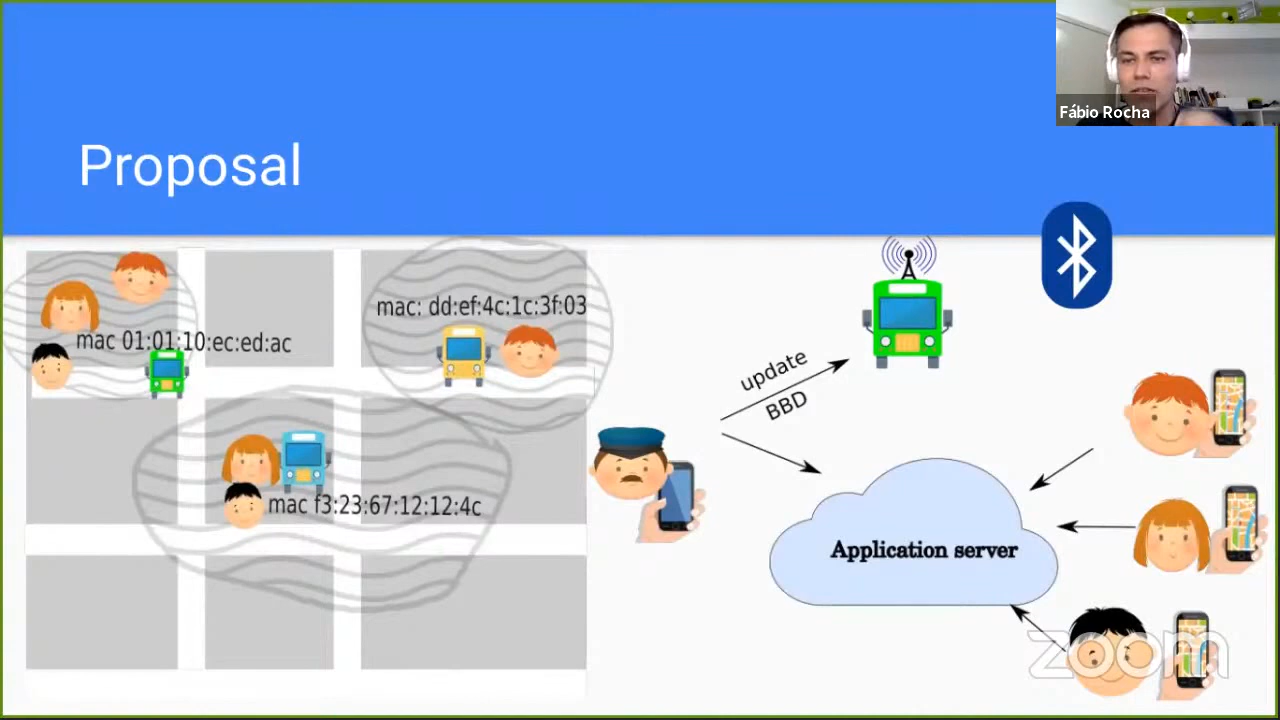 Fábio Rocha
Proposal
mac: dd:ef:4c:1c:3f:03
mac 01:01:10:ec:ed:ac
update
BBD
mac f3:23:67:12:12:4c
Application server
zoom